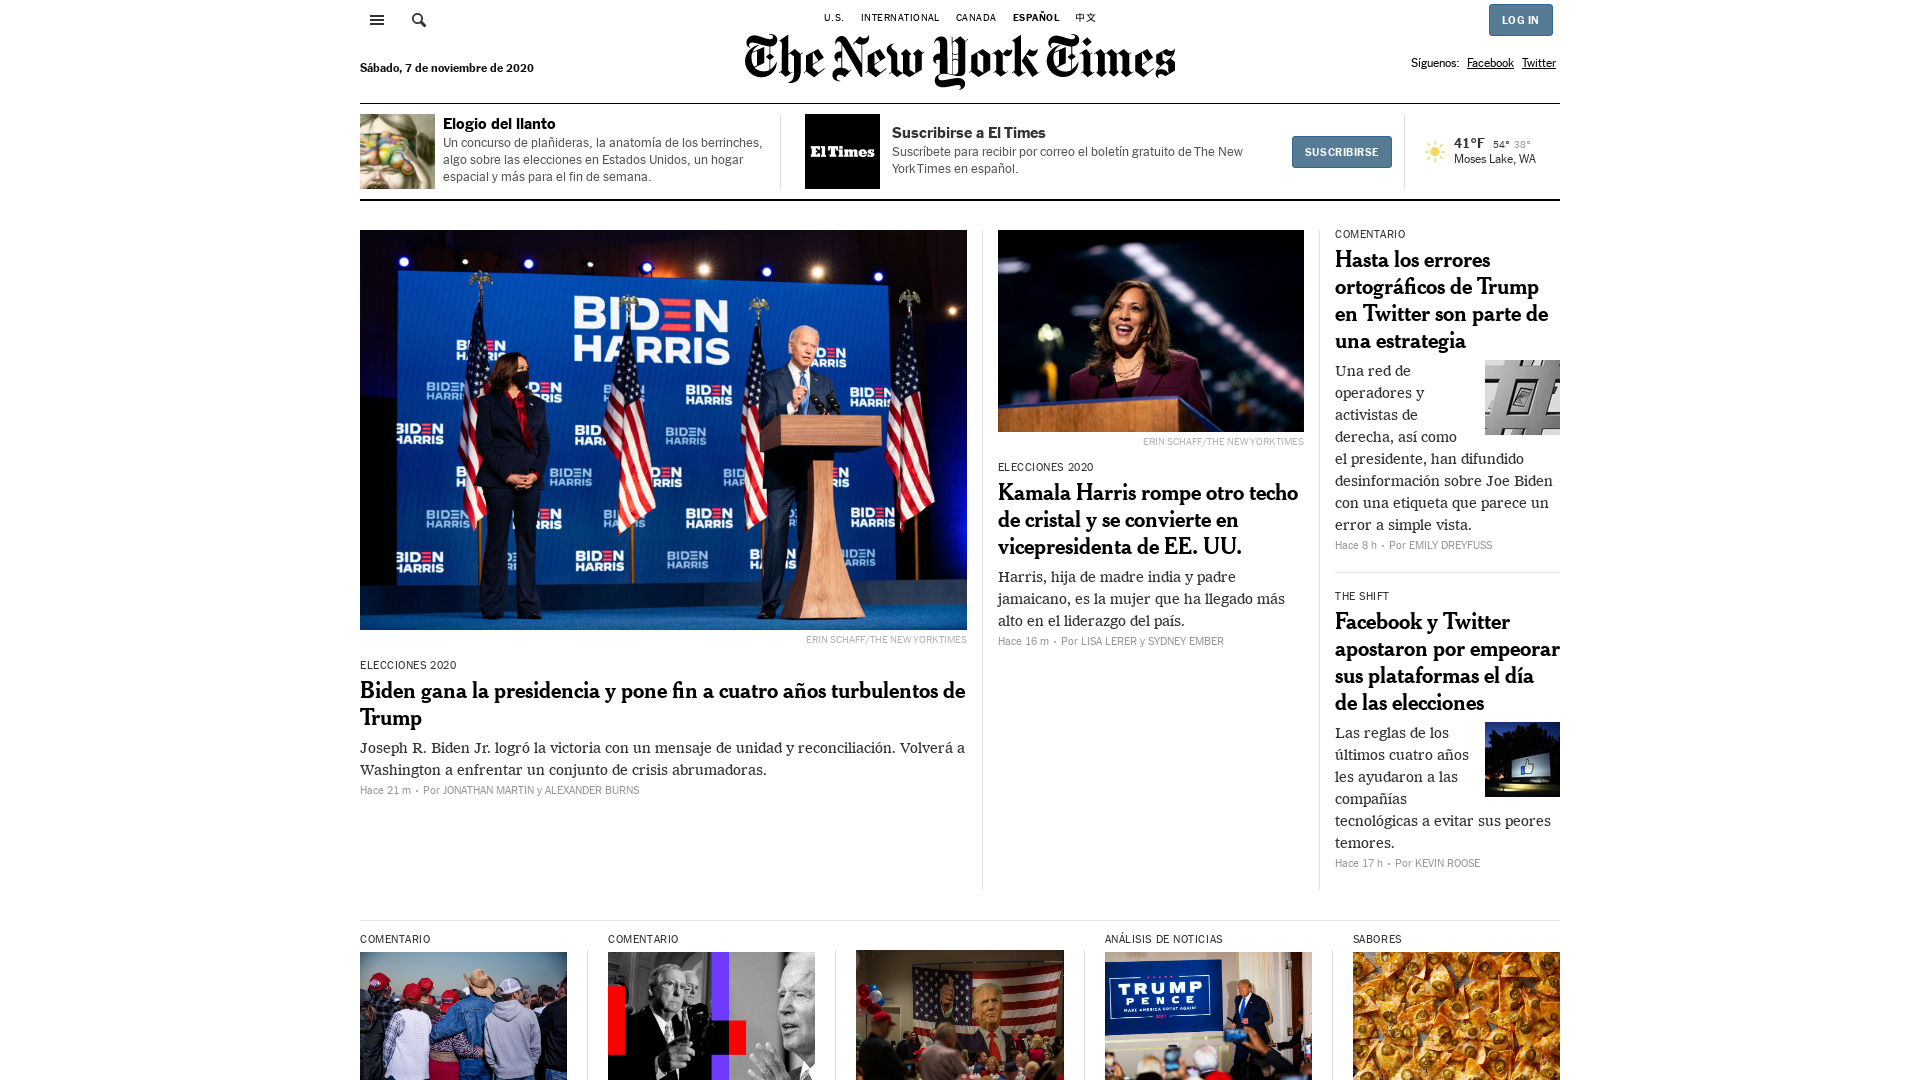 U.S. INTERNATIONAL CANADA ESPAÑOL 中文
LOG IN
Sábado, 7 de noviembre de 2020
The New York Times
Síguenos: Facebook Twitter
Elogio del llanto
Un concurso de plañideras, la anatomía de los berrinches,
algo sobre las elecciones en Estados Unidos, un hogar
espacial y más para el fin de semana.
El Times
Suscribirse a El Times
Suscríbete para recibir por correo el boletín gratuito de The New
York Times en español.
SUSCRIBIRSE
41°F 54° 38°
Moses Lake, WA
BIDEN
HARRIS
ERIN SCHAFF/THE NEW YORK TIMES
ELECCIONES 2020
Biden gana la presidencia y pone fin a cuatro años turbulentos de
Trump
Joseph R. Biden Jr. logró la victoria con un mensaje de unidad y reconciliación. Volverá a
Washington a enfrentar un conjunto de crisis abrumadoras.
Hace 21 m • Por JONATHAN MARTIN y ALEXANDER BURNS
ERIN SCHAFF/THE NEW YORK TIMES
ELECCIONES 2020
Kamala Harris rompe otro techo
de cristal y se convierte en
vicepresidenta de EE. UU.
Harris, hija de madre india y padre
jamaicano, es la mujer que ha llegado más
alto en el liderazgo del país.
Hace 16 m • Por LISA LERER y SYDNEY EMBER
COMENTARIO
Hasta los errores
ortográficos de Trump
en Twitter son parte de
una estrategia
Una red de
operadores y
activistas de
derecha, así como
el presidente, han difundido
desinformación sobre Joe Biden
con una etiqueta que parece un
error a simple vista.
Hace 8 h • Por EMILY DREYFUSS
THE SHIFT
Facebook y Twitter
apostaron por empeorar
sus plataformas el día
de las elecciones
Las reglas de los
últimos cuatro años
les ayudaron a las
compañías
tecnológicas a evitar sus peores
temores.
Hace 17 h • Por KEVIN ROOSE
COMENTARIO
COMENTARIO
ANÁLISIS DE NOTICIAS
TRUMP
PENCE
MAKE AMERICA GREAT AGAIN!
SABORES